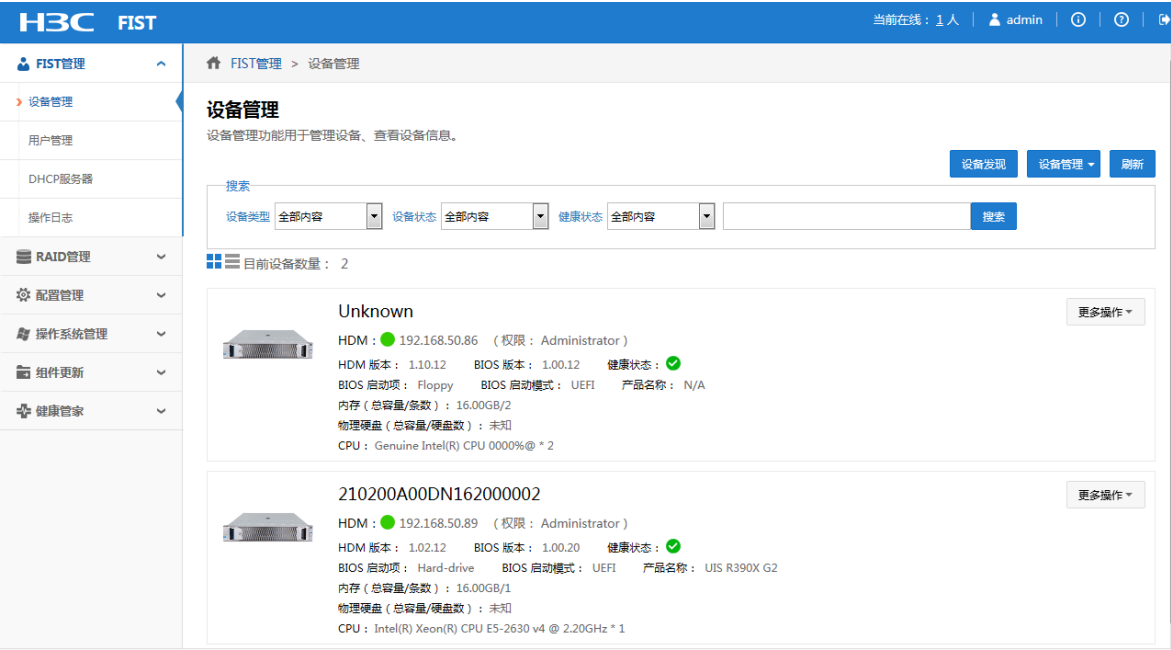 H3C FIST
当前在线：1人 admin
FIST管理
设备管理
用户管理
DHCP服务器
操作日志
RAID管理
配置管理
操作系统管理
组件更新
健康管家
FIST管理 > 设备管理
设备管理
设备管理功能用于管理设备、查看设备信息。
设备发现 设备管理 刷新
搜索
设备类型 全部内容 设备状态 全部内容 健康状态 全部内容 搜索
目前设备数量： 2
Unknown 更多操作
HDM： 192.168.50.86 （权限： Administrator）
HDM 版本： 1.10.12 BIOS 版本： 1.00.12 健康状态：
BIOS 启动项： Floppy BIOS 启动模式： UEFI 产品名称： N/A
内存（总容量/条数）： 16.00GB/2
物理硬盘（总容量/硬盘数）： 未知
CPU： Genuine Intel(R) CPU 0000%@ * 2
210200A00DN162000002 更多操作
HDM： 192.168.50.89 （权限： Administrator）
HDM 版本： 1.02.12 BIOS 版本： 1.00.20 健康状态：
BIOS 启动项： Hard-drive BIOS 启动模式： UEFI 产品名称： UIS R390X G2
内存（总容量/条数）： 16.00GB/1
物理硬盘（总容量/硬盘数）： 未知
CPU： Intel(R) Xeon(R) CPU E5-2630 v4 @ 2.20GHz * 1